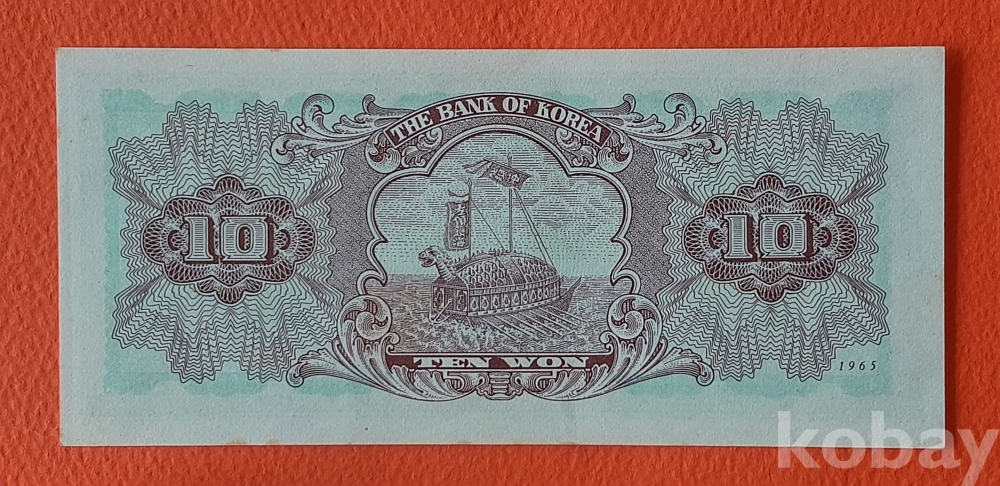 THE BANK OF KOREA
10
10
TEN WON
1965
kobay